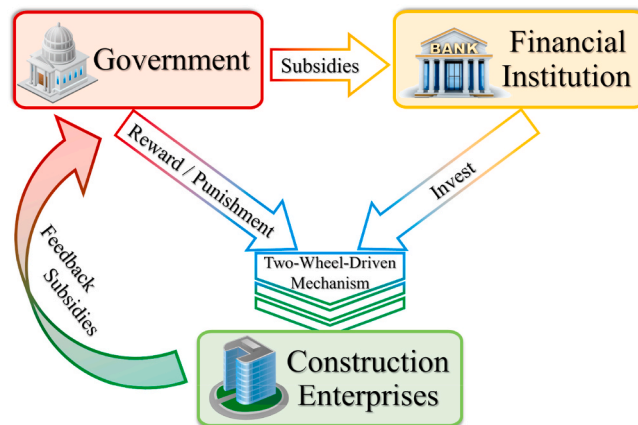 Government
Subsidies
BANK
Financial
Institution
Reward / Punishment
Invest
Two-Wheel-Driven
Mechanism
Feedback
Subsidies
Construction
Enterprises